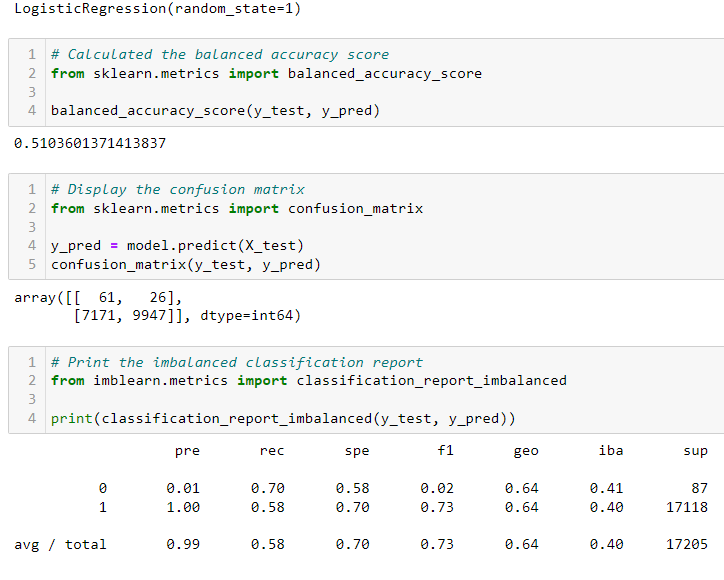 LogisticRegression(random_state=1)
1 # Calculated the balanced accuracy score
2 from sklearn.metrics import balanced_accuracy_score
3
4 balanced_accuracy_score(y_test, y_pred)
0.5103601371413837
1 # Display the confusion matrix
2 from sklearn.metrics import confusion_matrix
3
4 y_pred = model.predict(X_test)
5 confusion_matrix(y_test, y_pred)
array([[  61,   26],
       [7171, 9947]], dtype=int64)
1 # Print the imbalanced classification report
2 from imblearn.metrics import classification_report_imbalanced
3
4 print(classification_report_imbalanced(y_test, y_pred))
pre rec spe f1 geo iba sup
0 0.01 0.70 0.58 0.02 0.64 0.41 87
1 1.00 0.58 0.70 0.73 0.64 0.40 17118
avg / total 0.99 0.58 0.70 0.73 0.64 0.40 17205